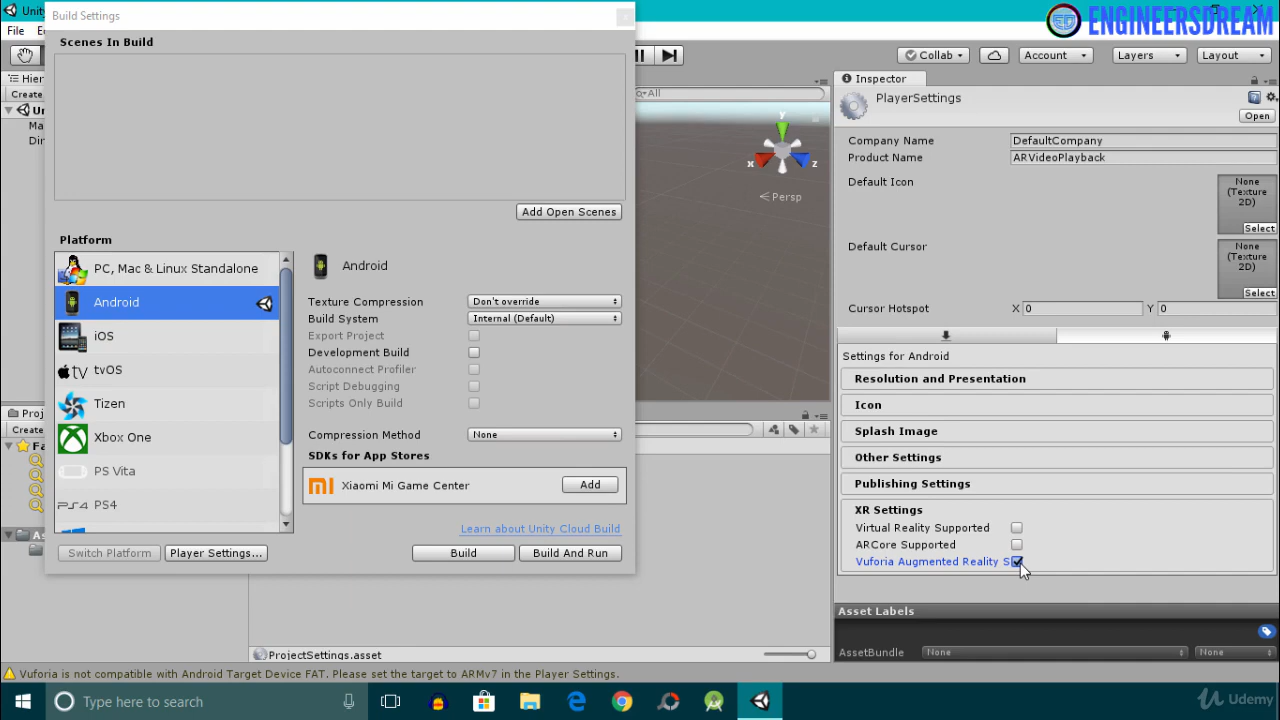 Unity
Build Settings
ENGINEERSDREAM
File
Scenes In Build
Collab
Account
Layers
Layout
Hier
Inspector
Create
All
PlayerSettings
Open
Company Name
DefaultCompany
Product Name
ARVideoPlayback
Default Icon
None
(Texture
2D)
Select
y
x
z
Persp
Add Open Scenes
Default Cursor
None
(Texture
2D)
Select
Cursor Hotspot
X
0
Y
0
Platform
PC, Mac & Linux Standalone
Android
iOS
tvOS
Tizen
Xbox One
PS Vita
PS4
Android
Texture Compression
Don't override
Build System
Internal (Default)
Export Project
Development Build
Autoconnect Profiler
Script Debugging
Scripts Only Build
Compression Method
None
SDKs for App Stores
Xiaomi Mi Game Center
Add
Learn about Unity Cloud Build
Switch Platform
Player Settings...
Build
Build And Run
Settings for Android
Resolution and Presentation
Icon
Splash Image
Other Settings
Publishing Settings
XR Settings
Virtual Reality Supported
ARCore Supported
Vuforia Augmented Reality S
Proj
Create
Fa
As
ProjectSettings.asset
Asset Labels
AssetBundle
None
None
Vuforia is not compatible with Android Target Device FAT. Please set the target to ARMv7 in the Player Settings.
Type here to search
Udemy